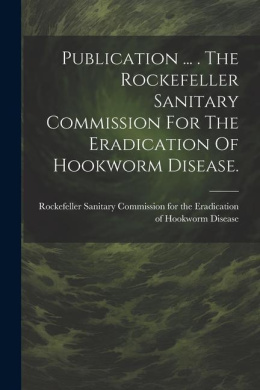 Publication ... . The
Rockefeller
Sanitary
Commission For The
Eradication Of
Hookworm Disease.
Rockefeller Sanitary Commission for the Eradication
of Hookworm Disease